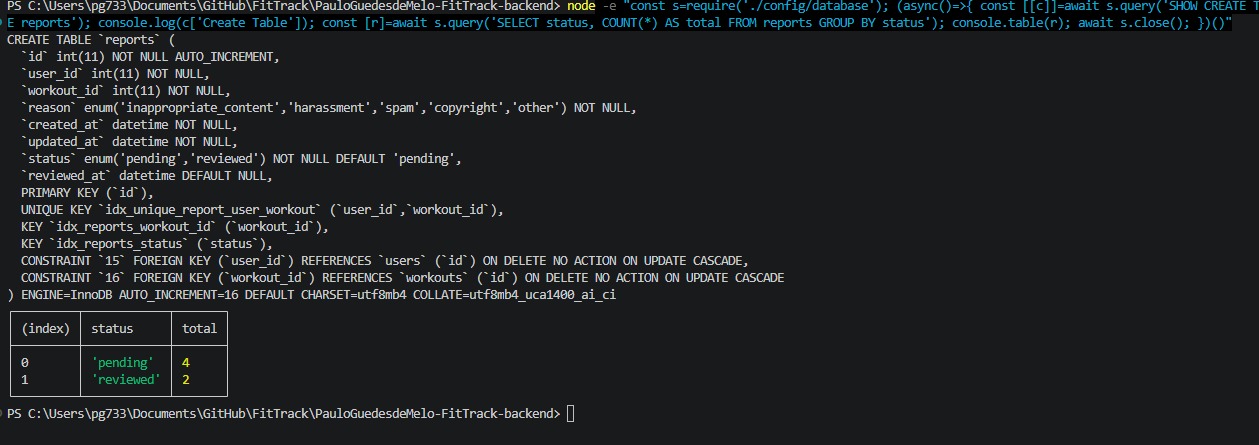 PS C:\Users\pg733\Documents\GitHub\FitTrack\PauloGuedesdeMelo-FitTrack-backend> node -e "const s=require('./config/database'); (async()=>{ const [[c]]=await s.query('SHOW CREATE T
E reports'); console.log(c['Create Table']); const [r]=await s.query('SELECT status, COUNT(*) AS total FROM reports GROUP BY status'); console.table(r); await s.close(); })()"
CREATE TABLE `reports` (
  `id` int(11) NOT NULL AUTO_INCREMENT,
  `user_id` int(11) NOT NULL,
  `workout_id` int(11) NOT NULL,
  `reason` enum('inappropriate_content','harassment','spam','copyright','other') NOT NULL,
  `created_at` datetime NOT NULL,
  `updated_at` datetime NOT NULL,
  `status` enum('pending','reviewed') NOT NULL DEFAULT 'pending',
  `reviewed_at` datetime DEFAULT NULL,
  PRIMARY KEY (`id`),
  UNIQUE KEY `idx_unique_report_user_workout` (`user_id`,`workout_id`),
  KEY `idx_reports_workout_id` (`workout_id`),
  KEY `idx_reports_status` (`status`),
  CONSTRAINT `15` FOREIGN KEY (`user_id`) REFERENCES `users` (`id`) ON DELETE NO ACTION ON UPDATE CASCADE,
  CONSTRAINT `16` FOREIGN KEY (`workout_id`) REFERENCES `workouts` (`id`) ON DELETE NO ACTION ON UPDATE CASCADE
) ENGINE=InnoDB AUTO_INCREMENT=16 DEFAULT CHARSET=utf8mb4 COLLATE=utf8mb4_uca1400_ai_ci
(index) status total
0 'pending' 4
1 'reviewed' 2
PS C:\Users\pg733\Documents\GitHub\FitTrack\PauloGuedesdeMelo-FitTrack-backend>